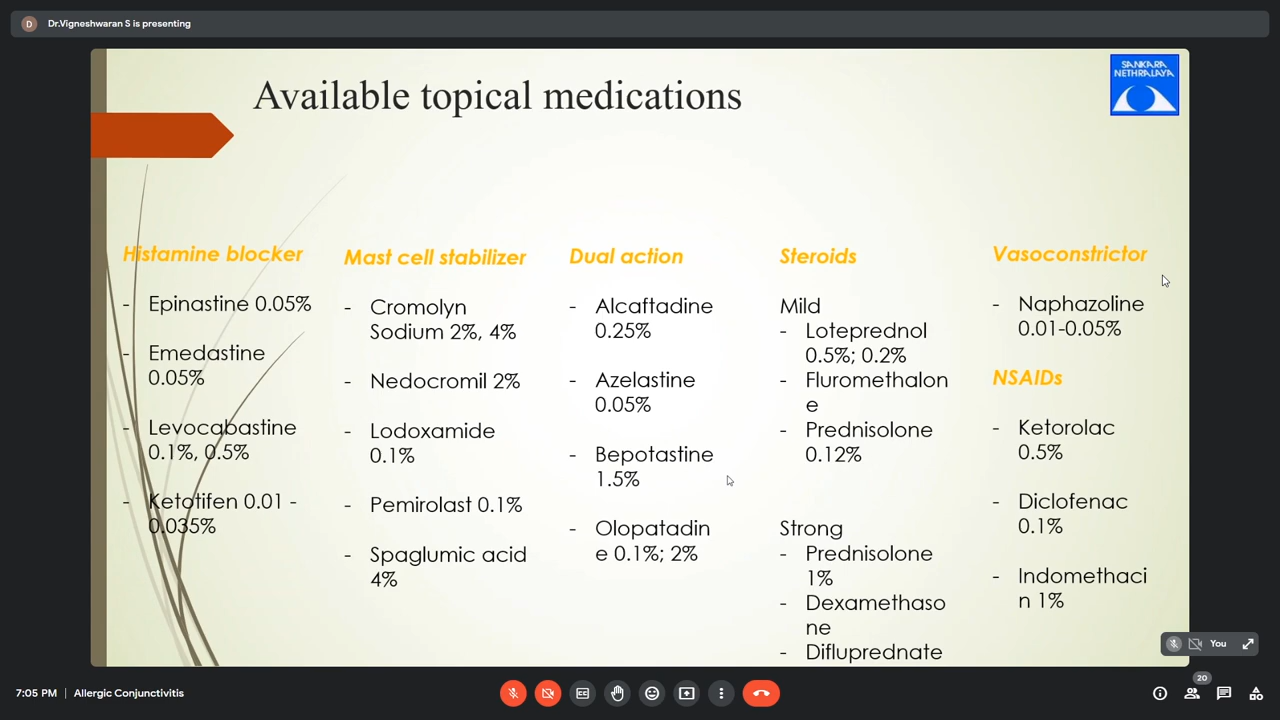 D
Dr.Vigneshwaran S is presenting
SANKARA
NETHRALAYA
Available topical medications
Histamine blocker
- Epinastine 0.05%
- Emedastine
0.05%
- Levocabastine
0.1%, 0.5%
- Ketotifen 0.01 -
0.035%
Mast cell stabilizer
- Cromolyn
Sodium 2%, 4%
- Nedocromil 2%
- Lodoxamide
0.1%
- Pemirolast 0.1%
- Spaglumic acid
4%
Dual action
- Alcaftadine
0.25%
- Azelastine
0.05%
- Bepotastine
1.5%
- Olopatadin
e 0.1%; 2%
Steroids
Mild
- Loteprednol
0.5%; 0.2%
-Fluromethalon
e
- Prednisolone
0.12%
Strong
- Prednisolone
1%
- Dexamethaso
ne
- Difluprednate
Vasoconstrictor
- Naphazoline
0.01-0.05%
NSAIDs
- Ketorolac
0.5%
- Diclofenac
0.1%
- Indomethaci
n 1%
You
7:05 PM | Allergic Conjunctivitis
20